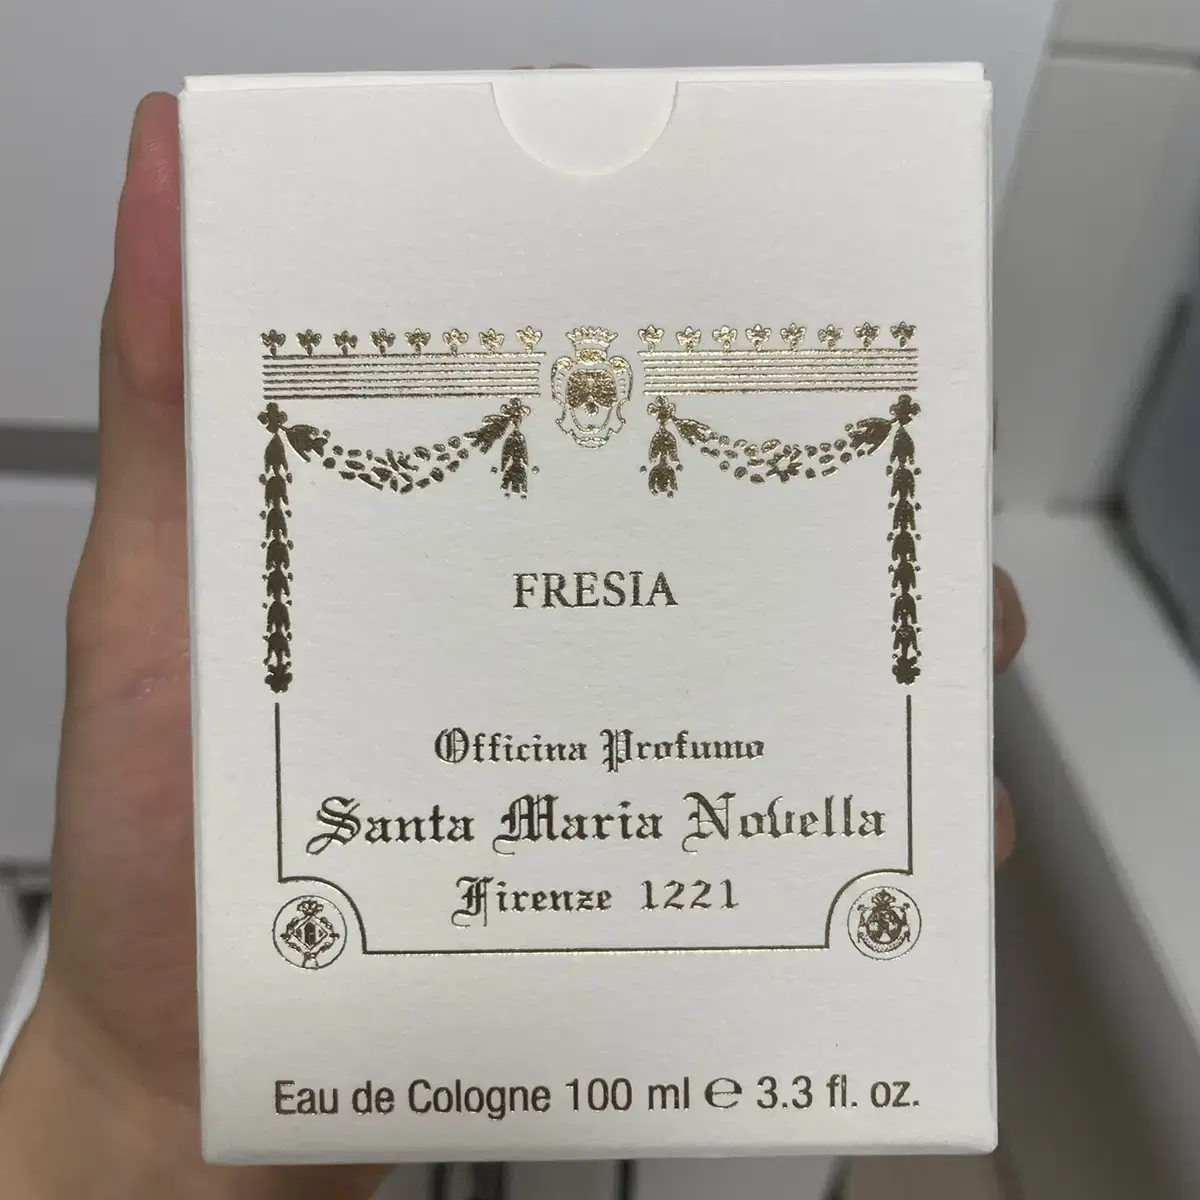 FRESIA
Officina Profumo
Santa Maria Novella
Firenze 1221
Eau de Cologne 100 ml ℮ 3.3 fl. oz.